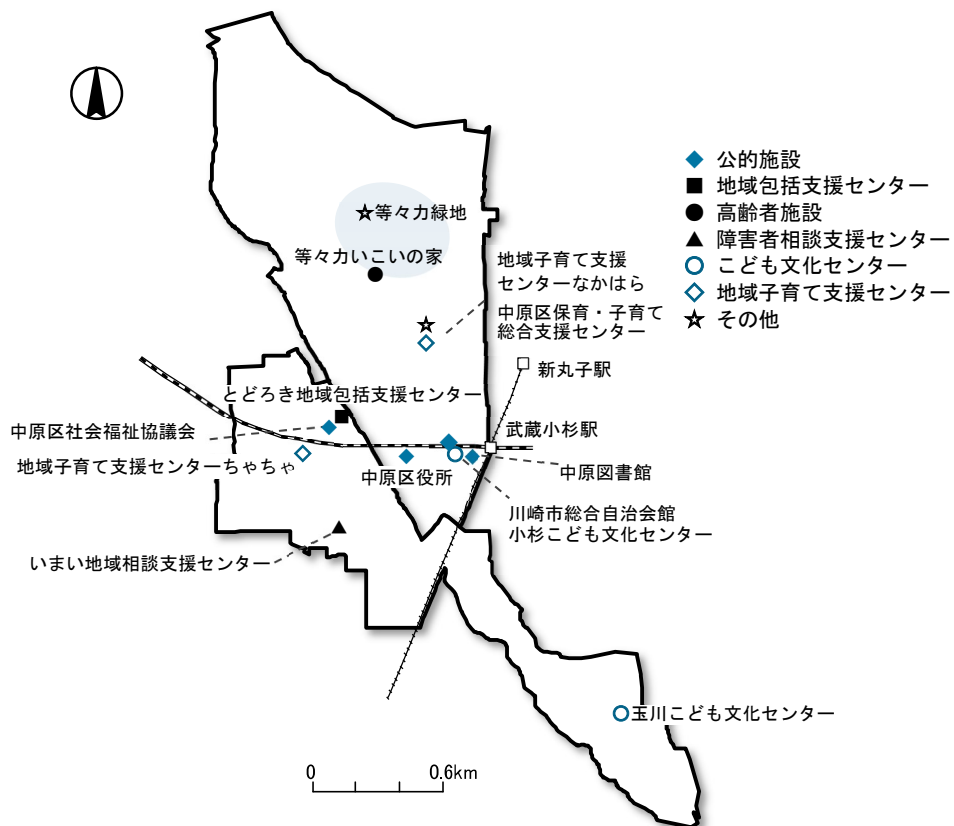 公的施設
地域包括支援センター
高齢者施設
障害者相談支援センター
こども文化センター
地域子育て支援センター
その他
等々力緑地
等々力いこいの家
地域子育て支援
センターなかはら
中原区保育・子育て
総合支援センター
新丸子駅
とどろき地域包括支援センター
中原区社会福祉協議会
武蔵小杉駅
地域子育て支援センターちゃちゃ
中原区役所
中原図書館
川崎市総合自治会館
小杉こども文化センター
いまい地域相談支援センター
玉川こども文化センター
0 0.6km